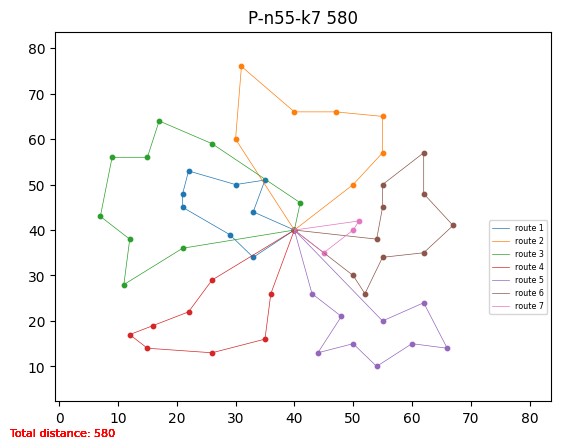 P-n55-k7 580
80
70
60
50
40
30
20
10
0 10 20 30 40 50 60 70 80
route 1
route 2
route 3
route 4
route 5
route 6
route 7
Total distance: 580